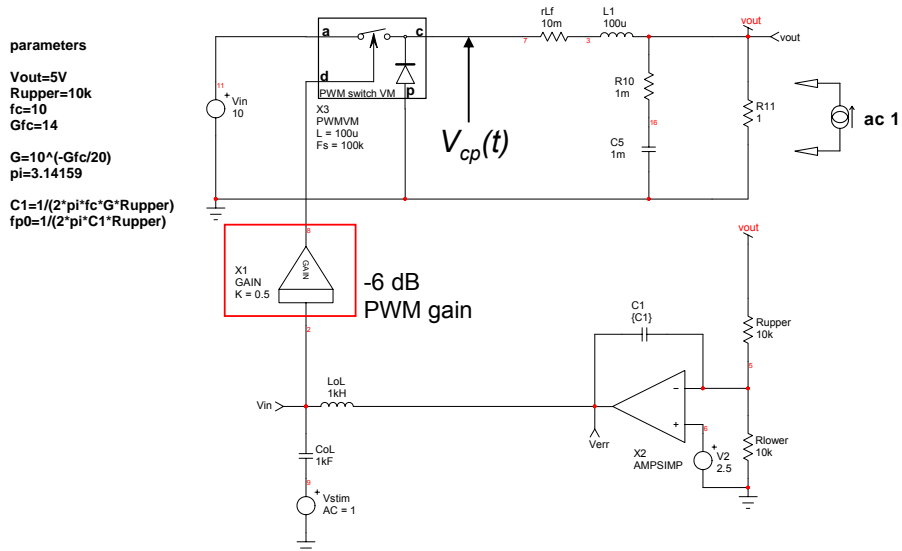 parameters
Vout=5V
Rupper=10k
fc=10
Gfc=14
G=10^(-Gfc/20)
pi=3.14159
C1=1/(2*pi*fc*G*Rupper)
fp0=1/(2*pi*C1*Rupper)
11
Vin
10
a
c
d
p
PWM switch VM
X3
PWMVM
L = 100u
Fs = 100k
Vcp(t)
7
rLf
10m
3
L1
100u
vout
vout
R10
1m
16
C5
1m
R11
1
ac 1
8
X1
GAIN
K = 0.5
GAIN
-6 dB
PWM gain
2
Vin
LoL
1kH
CoL
1kF
9
Vstim
AC = 1
Verr
C1
{C1}
X2
AMPSIMP
6
V2
2.5
vout
Rupper
10k
5
Rlower
10k